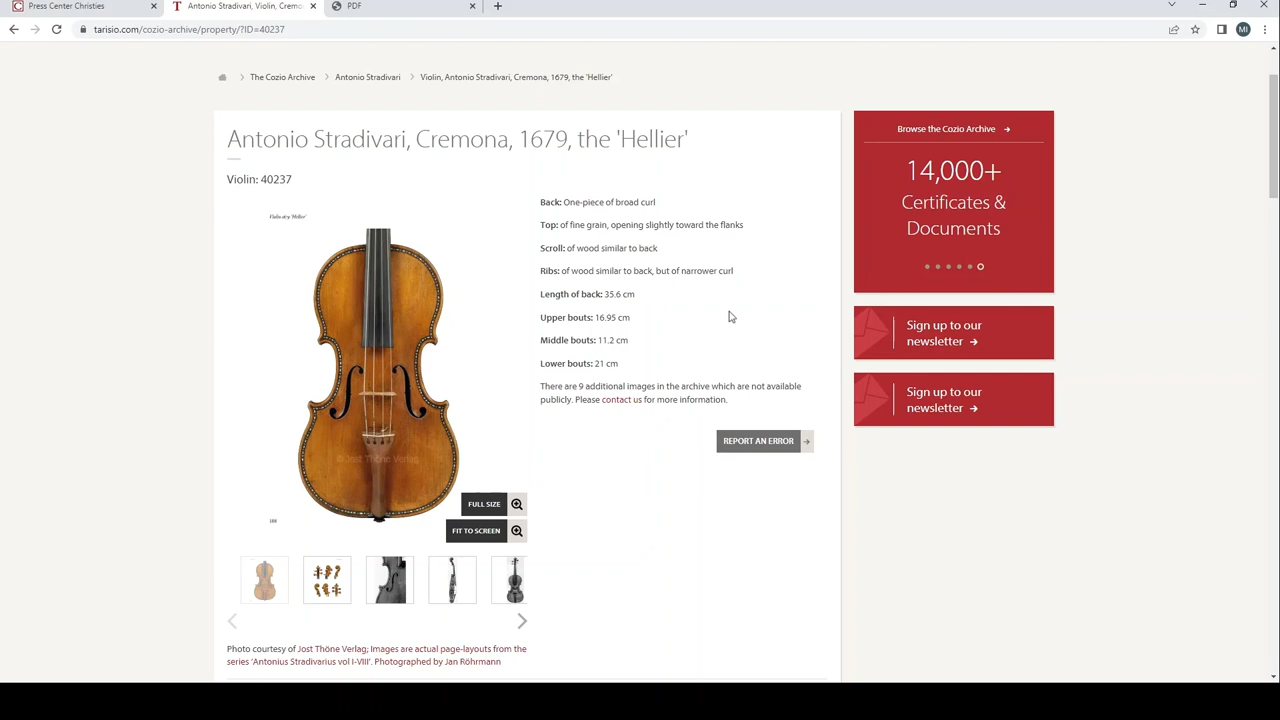 Press Center Christies
Antonio Stradivari, Violin, Cremo
PDF
tarisio.com/cozio-archive/property/?ID=40237
MI
The Cozio Archive
Antonio Stradivari
Violin, Antonio Stradivari, Cremona, 1679, the 'Hellier'
Antonio Stradivari, Cremona, 1679, the 'Hellier'
Violin: 40237
Jost Thöne Verlag
FULL SIZE
FIT TO SCREEN
Photo courtesy of Jost Thöne Verlag; Images are actual page-layouts from the
series 'Antonius Stradivarius vol I-VIII'. Photographed by Jan Röhrmann
Back: One-piece of broad curl
Top: of fine grain, opening slightly toward the flanks
Scroll: of wood similar to back
Ribs: of wood similar to back, but of narrower curl
Length of back: 35.6 cm
Upper bouts: 16.95 cm
Middle bouts: 11.2 cm
Lower bouts: 21 cm
There are 9 additional images in the archive which are not available
publicly. Please contact us for more information.
REPORT AN ERROR
Browse the Cozio Archive
14,000+
Certificates &
Documents
Sign up to our
newsletter
Sign up to our
newsletter